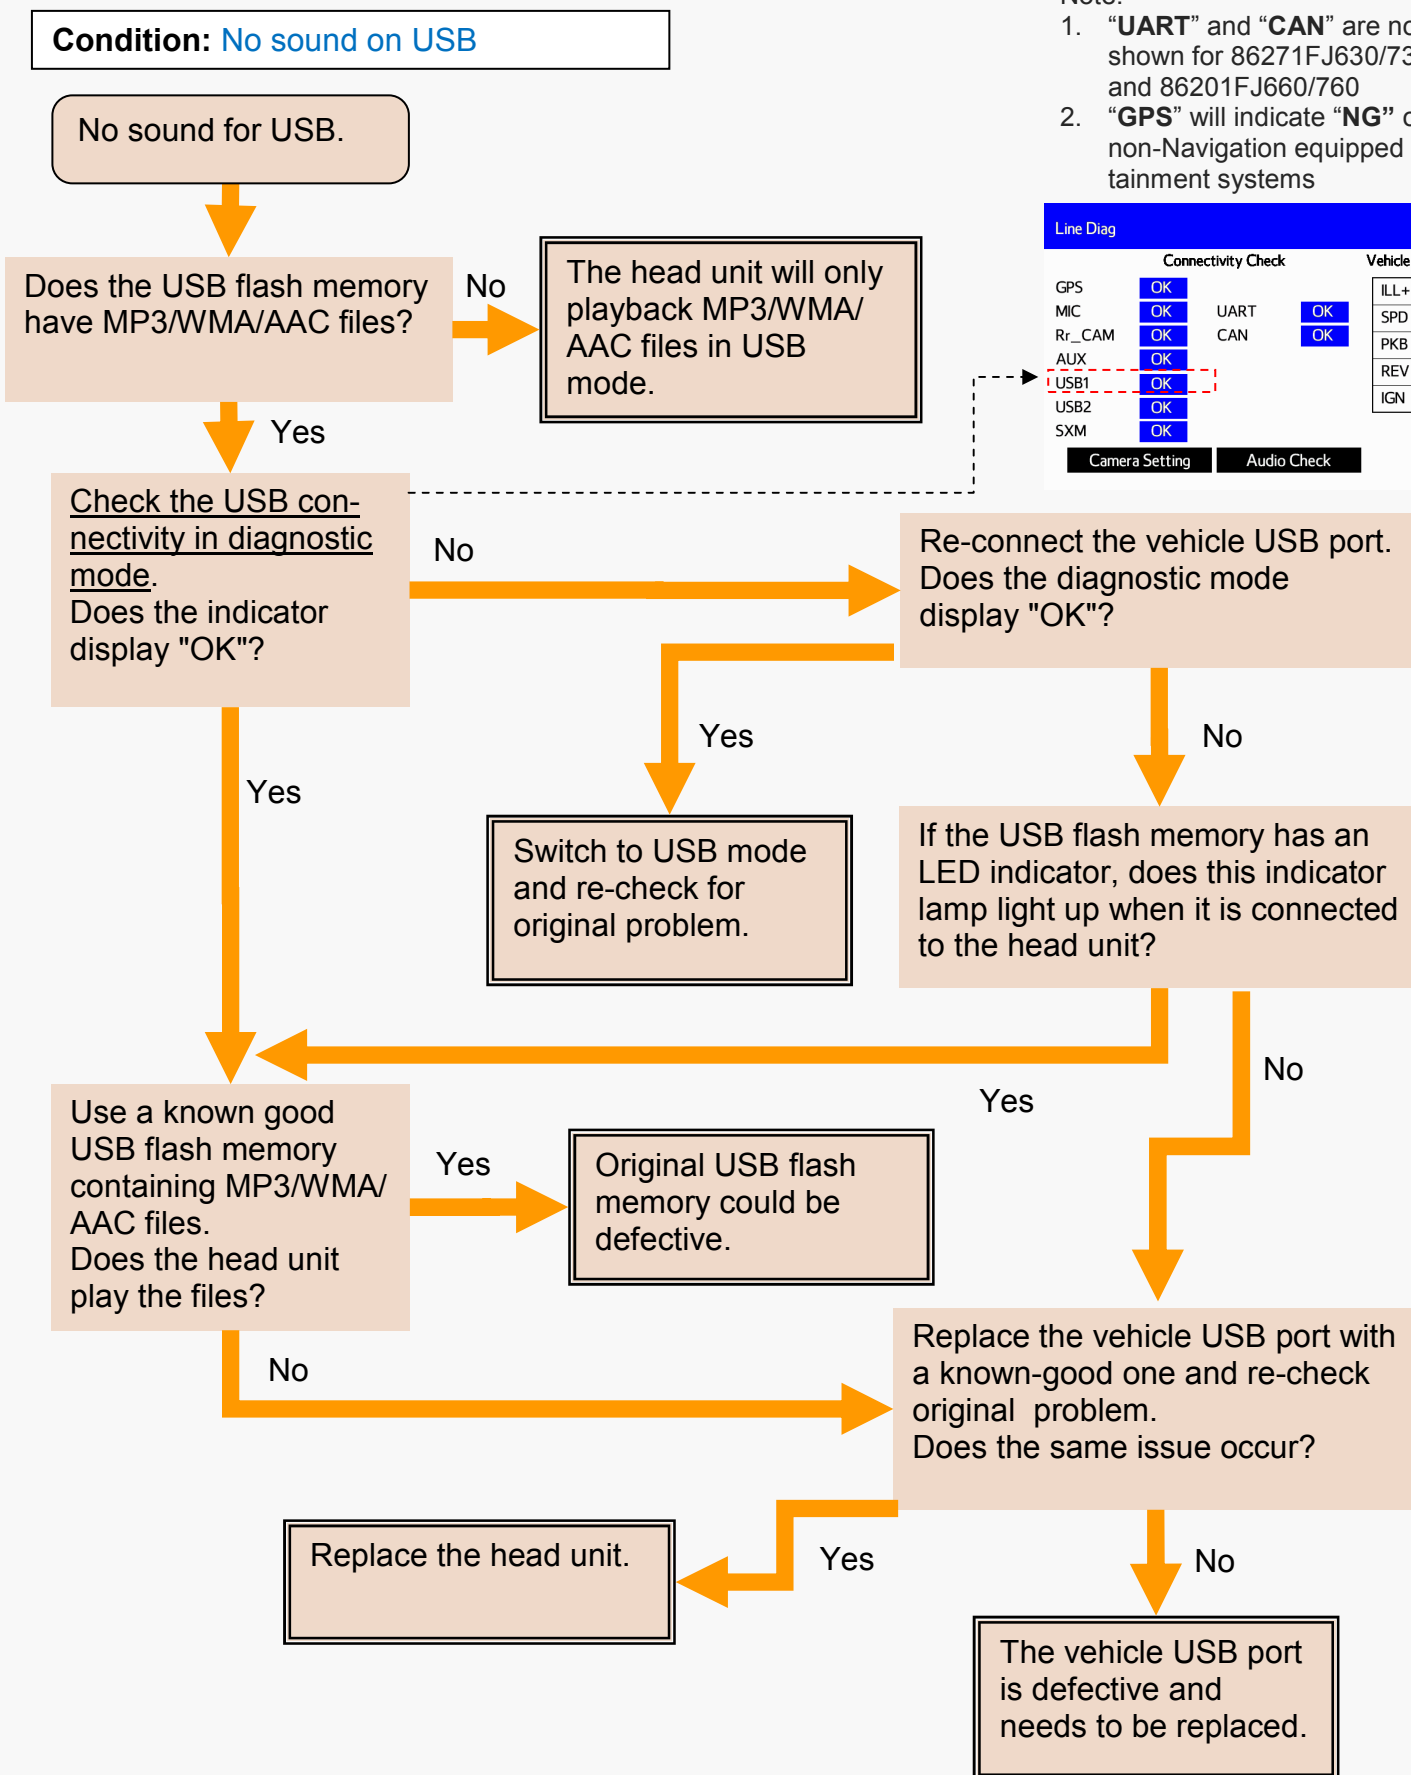 Condition: No sound on USB
Note:
1. “UART” and “CAN” are
shown for 86271FJ630/
and 86201FJ660/760
2. “GPS” will indicate “NG”
non-Navigation equipped
tainment systems
No sound for USB.
Does the USB flash memory
have MP3/WMA/AAC files?
No
The head unit will only
playback MP3/WMA/
AAC files in USB
mode.
Line Diag
Connectivity Check
Vehicle
GPS OK
MIC OK UART OK
Rr_CAM OK CAN OK
AUX OK
USB1 OK
USB2 OK
SXM OK
ILL+
SPD
PKB
REV
IGN
Camera Setting
Audio Check
Yes
Check the USB con-
nectivity in diagnostic
mode.
Does the indicator
display "OK"?
No
Re-connect the vehicle USB port.
Does the diagnostic mode
display "OK"?
Yes
Yes
No
Switch to USB mode
and re-check for
original problem.
If the USB flash memory has an
LED indicator, does this indicator
lamp light up when it is connected
to the head unit?
Yes
No
Use a known good
USB flash memory
containing MP3/WMA/
AAC files.
Does the head unit
play the files?
Yes
Original USB flash
memory could be
defective.
No
Replace the vehicle USB port with
a known-good one and re-check
original problem.
Does the same issue occur?
Yes
No
Replace the head unit.
The vehicle USB port
is defective and
needs to be replaced.